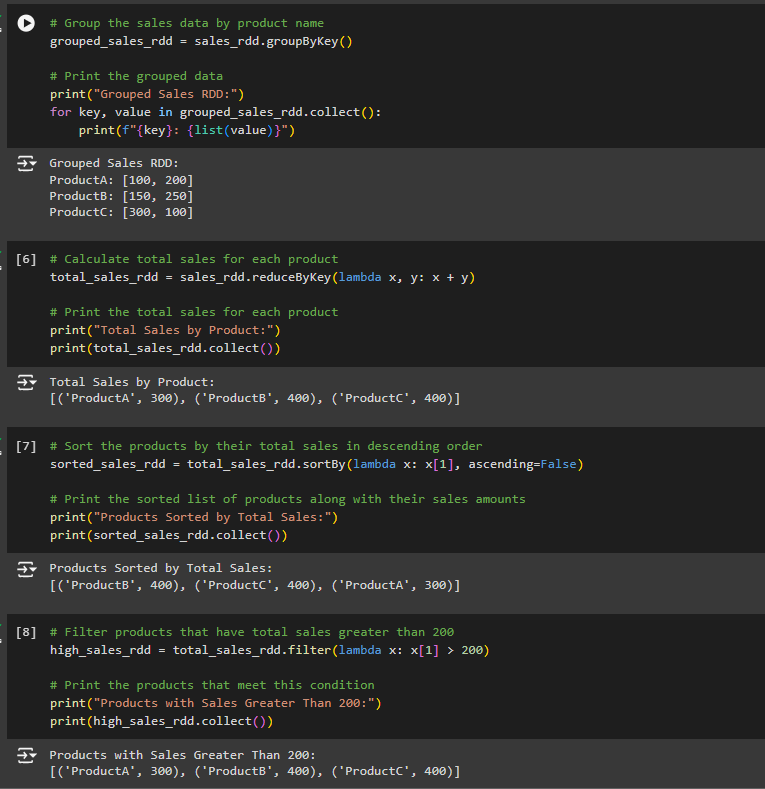 # Group the sales data by product name
grouped_sales_rdd = sales_rdd.groupByKey()
# Print the grouped data
print("Grouped Sales RDD:")
for key, value in grouped_sales_rdd.collect():
    print(f"{key}: {list(value)}")
Grouped Sales RDD:
ProductA: [100, 200]
ProductB: [150, 250]
ProductC: [300, 100]
[6] # Calculate total sales for each product
total_sales_rdd = sales_rdd.reduceByKey(lambda x, y: x + y)
# Print the total sales for each product
print("Total Sales by Product:")
print(total_sales_rdd.collect())
Total Sales by Product:
[('ProductA', 300), ('ProductB', 400), ('ProductC', 400)]
[7] # Sort the products by their total sales in descending order
sorted_sales_rdd = total_sales_rdd.sortBy(lambda x: x[1], ascending=False)
# Print the sorted list of products along with their sales amounts
print("Products Sorted by Total Sales:")
print(sorted_sales_rdd.collect())
Products Sorted by Total Sales:
[('ProductB', 400), ('ProductC', 400), ('ProductA', 300)]
[8] # Filter products that have total sales greater than 200
high_sales_rdd = total_sales_rdd.filter(lambda x: x[1] > 200)
# Print the products that meet this condition
print("Products with Sales Greater Than 200:")
print(high_sales_rdd.collect())
Products with Sales Greater Than 200:
[('ProductA', 300), ('ProductB', 400), ('ProductC', 400)]